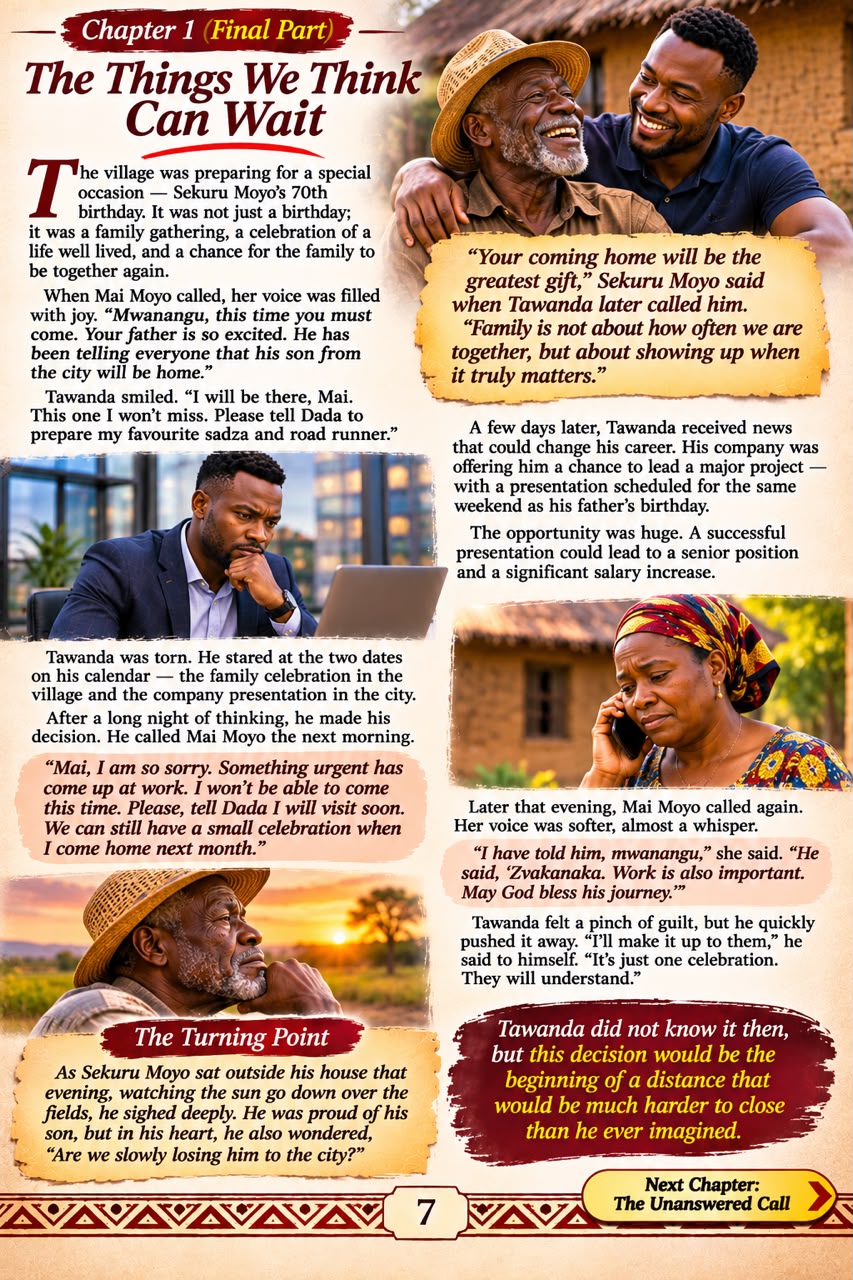 Chapter 1 (Final Part)
The Things We Think
Can Wait
The village was preparing for a special
occasion — Sekuru Moyo's 70th
birthday. It was not just a birthday;
it was a family gathering, a celebration of a
life well lived, and a chance for the family to
be together again.
When Mai Moyo called, her voice was filled
with joy. “Mwanangu, this time you must
come. Your father is so excited. He has
been telling everyone that his son from
the city will be home.”
Tawanda smiled. “I will be there, Mai.
This one I won't miss. Please tell Dada to
prepare my favourite sadza and road runner.”
“Your coming home will be the
greatest gift,” Sekuru Moyo said
when Tawanda later called him.
“Family is not about how often we are
together, but about showing up when
it truly matters.”
A few days later, Tawanda received news
that could change his career. His company was
offering him a chance to lead a major project —
with a presentation scheduled for the same
weekend as his father's birthday.
The opportunity was huge. A successful
presentation could lead to a senior position
and a significant salary increase.
Tawanda was torn. He stared at the two dates
on his calendar — the family celebration in the
village and the company presentation in the city.
After a long night of thinking, he made his
decision. He called Mai Moyo the next morning.
“Mai, I am so sorry. Something urgent has
come up at work. I won't be able to come
this time. Please, tell Dada I will visit soon.
We can still have a small celebration when
I come home next month.”
Later that evening, Mai Moyo called again.
Her voice was softer, almost a whisper.
“I have told him, mwanangu,” she said. “He
said, ‘Zvakanaka. Work is also important.
May God bless his journey.’”
Tawanda felt a pinch of guilt, but he quickly
pushed it away. “I'll make it up to them,” he
said to himself. “It's just one celebration.
They will understand.”
The Turning Point
As Sekuru Moyo sat outside his house that
evening, watching the sun go down over the
fields, he sighed deeply. He was proud of his
son, but in his heart, he also wondered,
“Are we slowly losing him to the city?”
Tawanda did not know it then,
but this decision would be the
beginning of a distance that
would be much harder to close
than he ever imagined.
Next Chapter:
The Unanswered Call
7